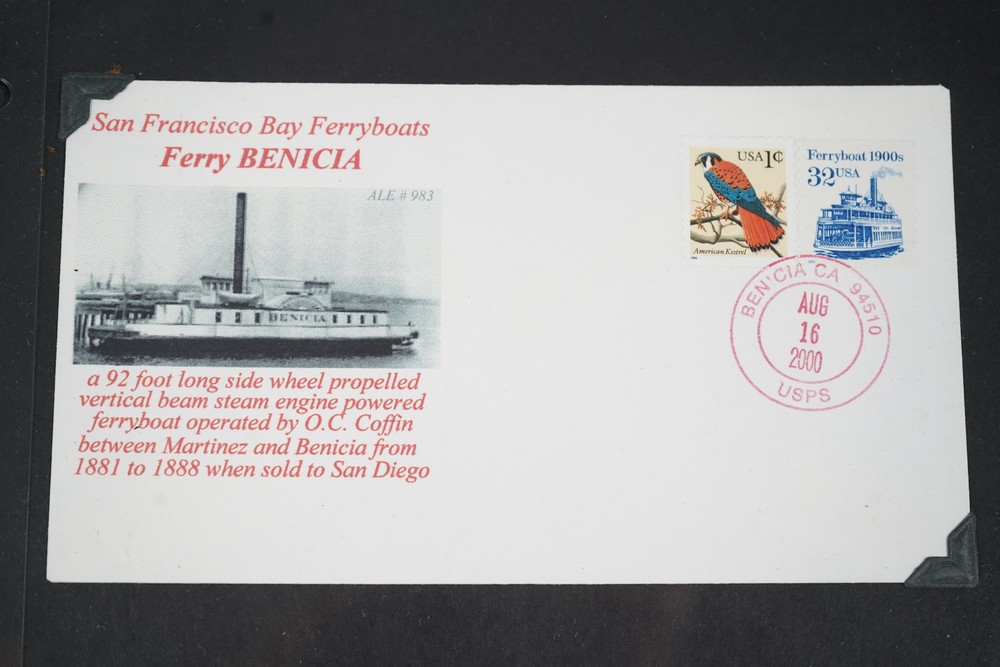 San Francisco Bay Ferryboats
Ferry BENICIA
ALE # 983
BENICIA
a 92 foot long side wheel propelled
vertical beam steam engine powered
ferryboat operated by O.C. Coffin
between Martinez and Benicia from
1881 to 1888 when sold to San Diego
USA 1¢
American Kestrel
Ferryboat 1900s
32 USA
BEN'CIA CA 94510
AUG
16
2000
USPS